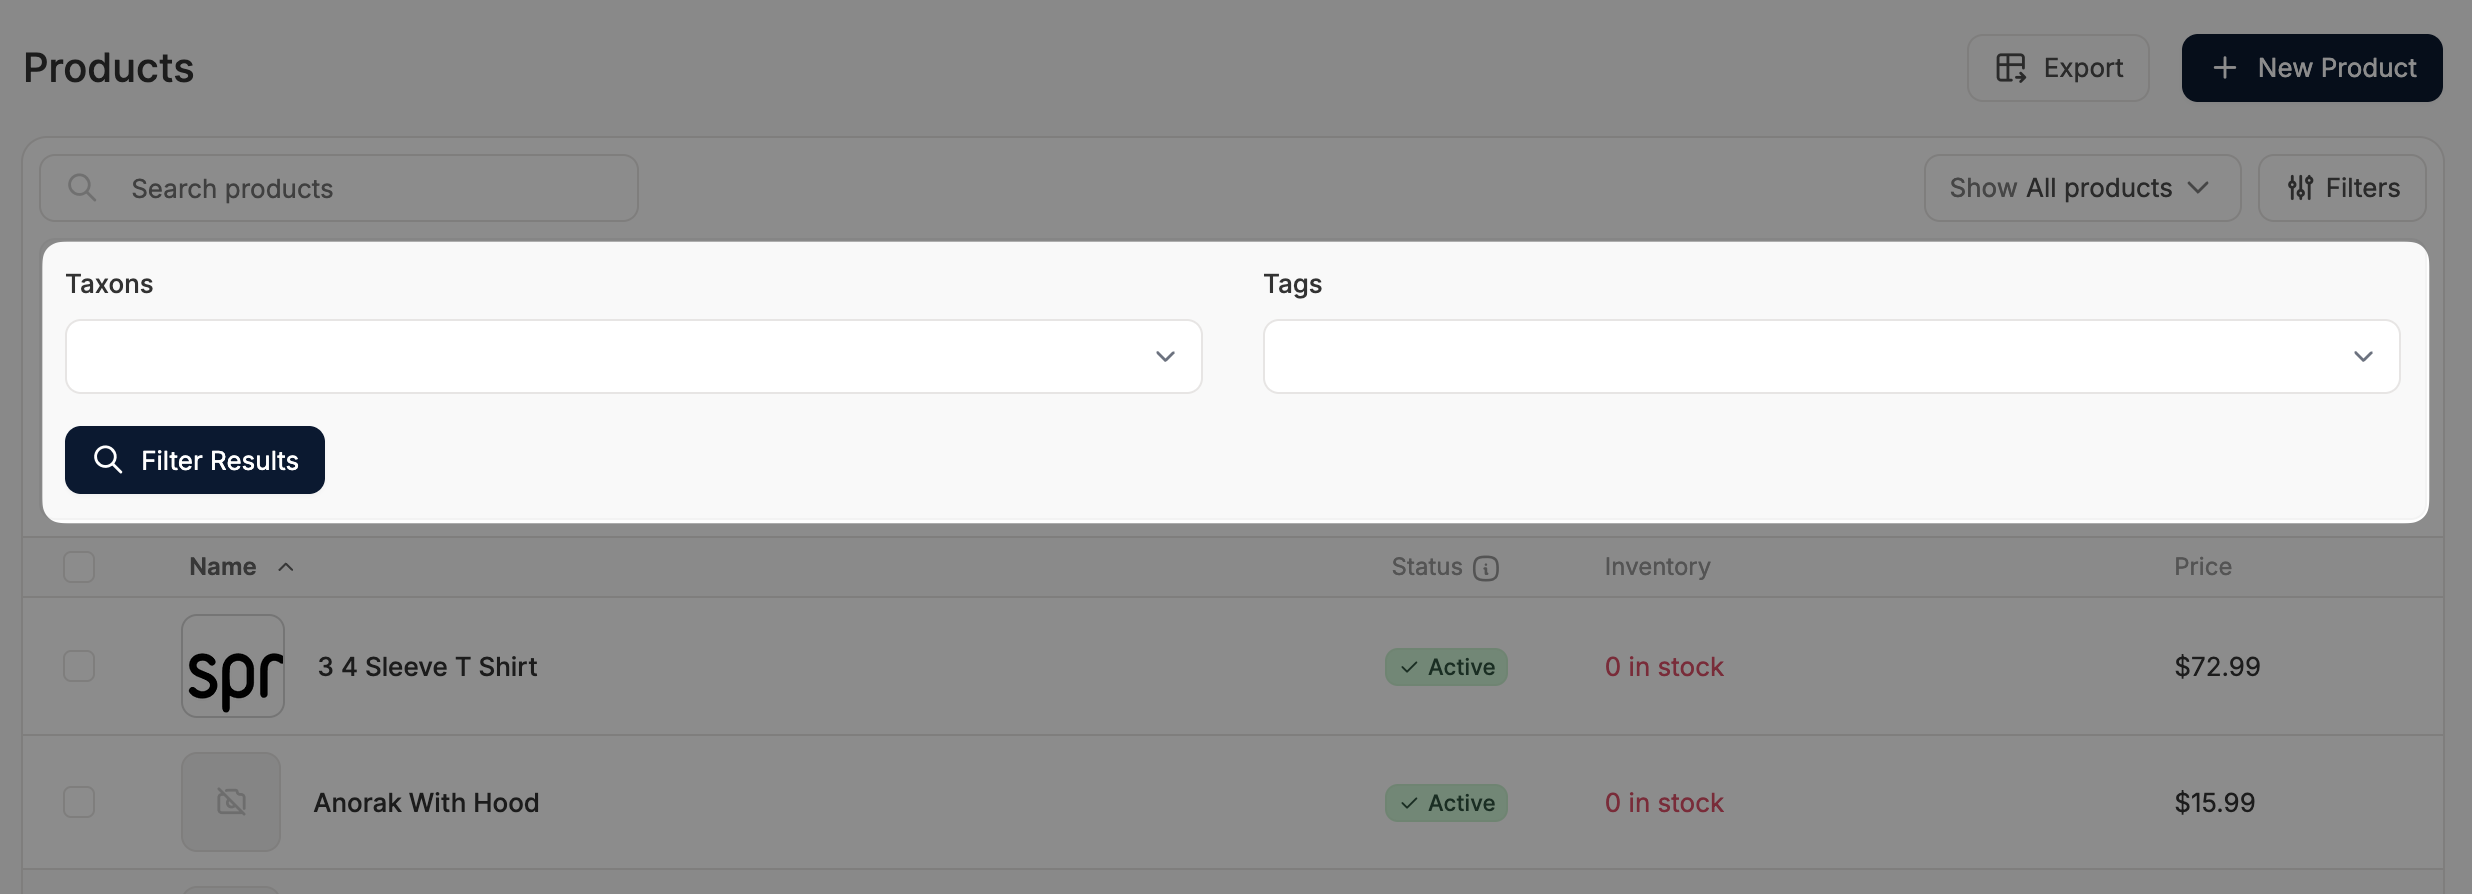 Products
Export
New Product
Search products
Show All products
Filters
Taxons
Tags
Filter Results
Name
Status
Inventory
Price
spr
3 4 Sleeve T Shirt
Active
0 in stock
$72.99
Anorak With Hood
Active
0 in stock
$15.99